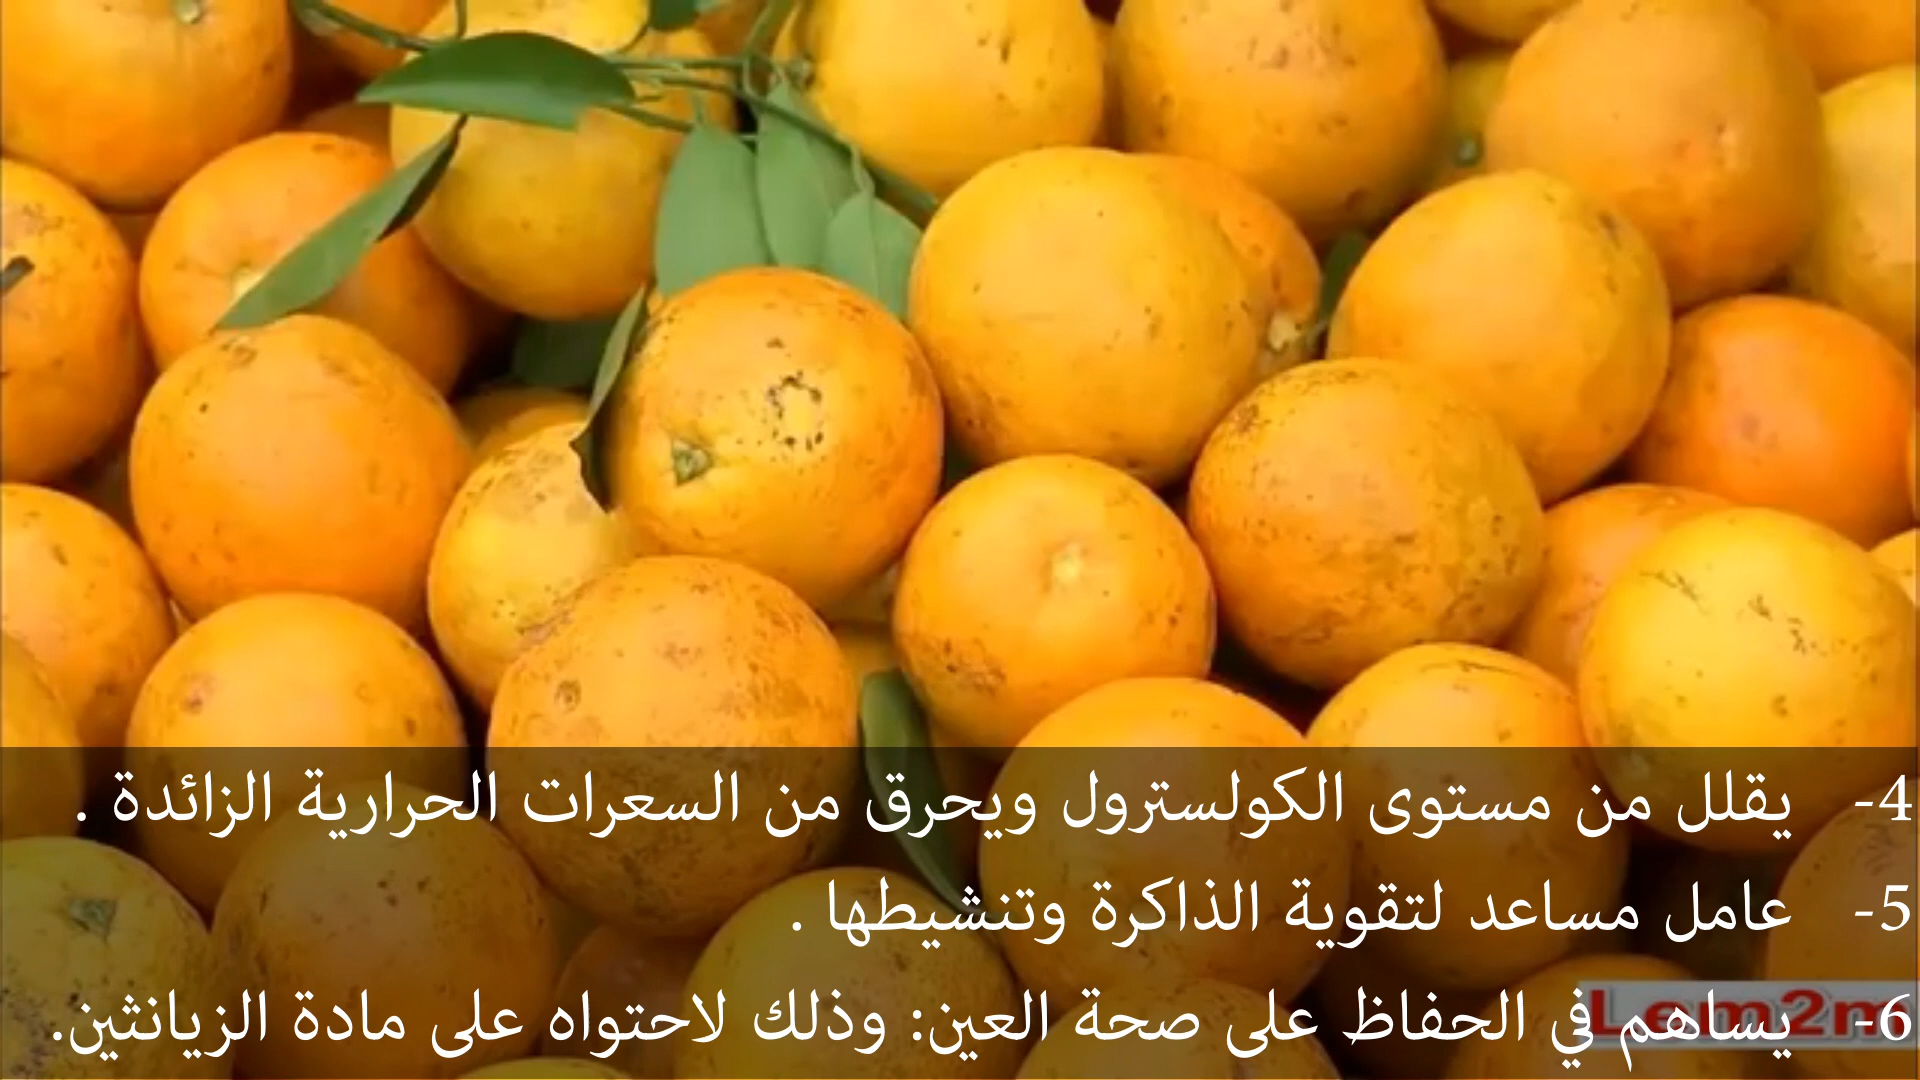 4- يقلل من مستوى الكولسترول ويحرق من السعرات الحرارية الزائدة .
5- عامل مساعد لتقوية الذاكرة وتنشيطها .
6- يساهم في الحفاظ على صحة العين: وذلك لاحتواه على مادة الزيانثين.
Lem2m